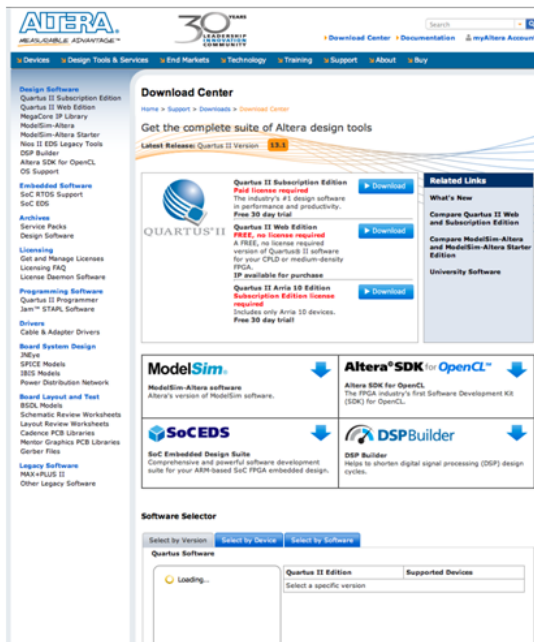 ALTERA
MEASURABLE ADVANTAGE™
30 YEARS
LEADERSHIP
INNOVATION
COMMUNITY
Search
Download Center
Documentation
myAltera Account
Devices
Design Tools & Services
End Markets
Technology
Training
Support
About
Buy
Design Software
Quartus II Subscription Edition
Quartus II Web Edition
MegaCore IP Library
ModelSim-Altera
ModelSim-Altera Starter
Nios II EDS Legacy Tools
DSP Builder
Altera SDK for OpenCL
OS Support
Embedded Software
SoC RTOS Support
SoC EDS
Archives
Service Packs
Design Software
Licensing
Get and Manage Licenses
Licensing FAQ
License Daemon Software
Programming Software
Quartus II Programmer
Jam™ STAPL Software
Drivers
Cable & Adapter Drivers
Board System Design
JNEye
SPICE Models
IBIS Models
Power Distribution Network
Board Layout and Test
BSDL Models
Schematic Review Worksheets
Layout Review Worksheets
Cadence PCB Libraries
Mentor Graphics PCB Libraries
Gerber Files
Legacy Software
MAX+PLUS II
Other Legacy Software
Download Center
Home > Support > Downloads > Download Center
Get the complete suite of Altera design tools
Latest Release: Quartus II Version 13.1
QUARTUS® II
Quartus II Subscription Edition
Paid license required
The industry's #1 design software
in performance and productivity.
Free 30 day trial
Download
Quartus II Web Edition
FREE, no license required
A FREE, no license required
version of Quartus® II software
for your CPLD or medium-density
FPGA.
IP available for purchase
Download
Quartus II Arria 10 Edition
Subscription Edition license
required
Includes only Arria 10 devices.
Free 30 day trial!
Download
Related Links
What's New
Compare Quartus II Web
and Subscription Edition
Compare ModelSim-Altera
and ModelSim-Altera Starter
Edition
University Software
ModelSim®
ModelSim-Altera software
Altera's version of ModelSim software.
Altera® SDK for OpenCL™
Altera SDK for OpenCL
The FPGA industry's first Software Development Kit
(SDK) for OpenCL.
SoCEDS
SoC Embedded Design Suite
Comprehensive and powerful software development
suite for your ARM-based SoC FPGA embedded design.
DSPBuilder
DSP Builder
Helps to shorten digital signal processing (DSP) design
cycles.
Software Selector
Select by Version
Select by Device
Select by Software
Quartus Software
Loading...
Quartus II Edition
Supported Devices
Select a specific version